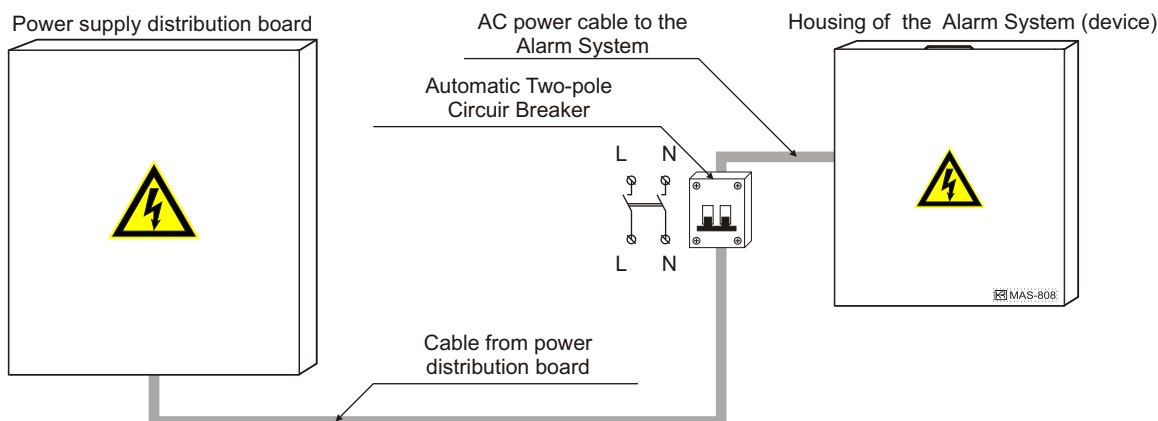 Power supply distribution board
AC power cable to the
Alarm System
Housing of the Alarm System (device)
Automatic Two-pole
Circuir Breaker
L N
L N
MAS-808
Cable from power
distribution board